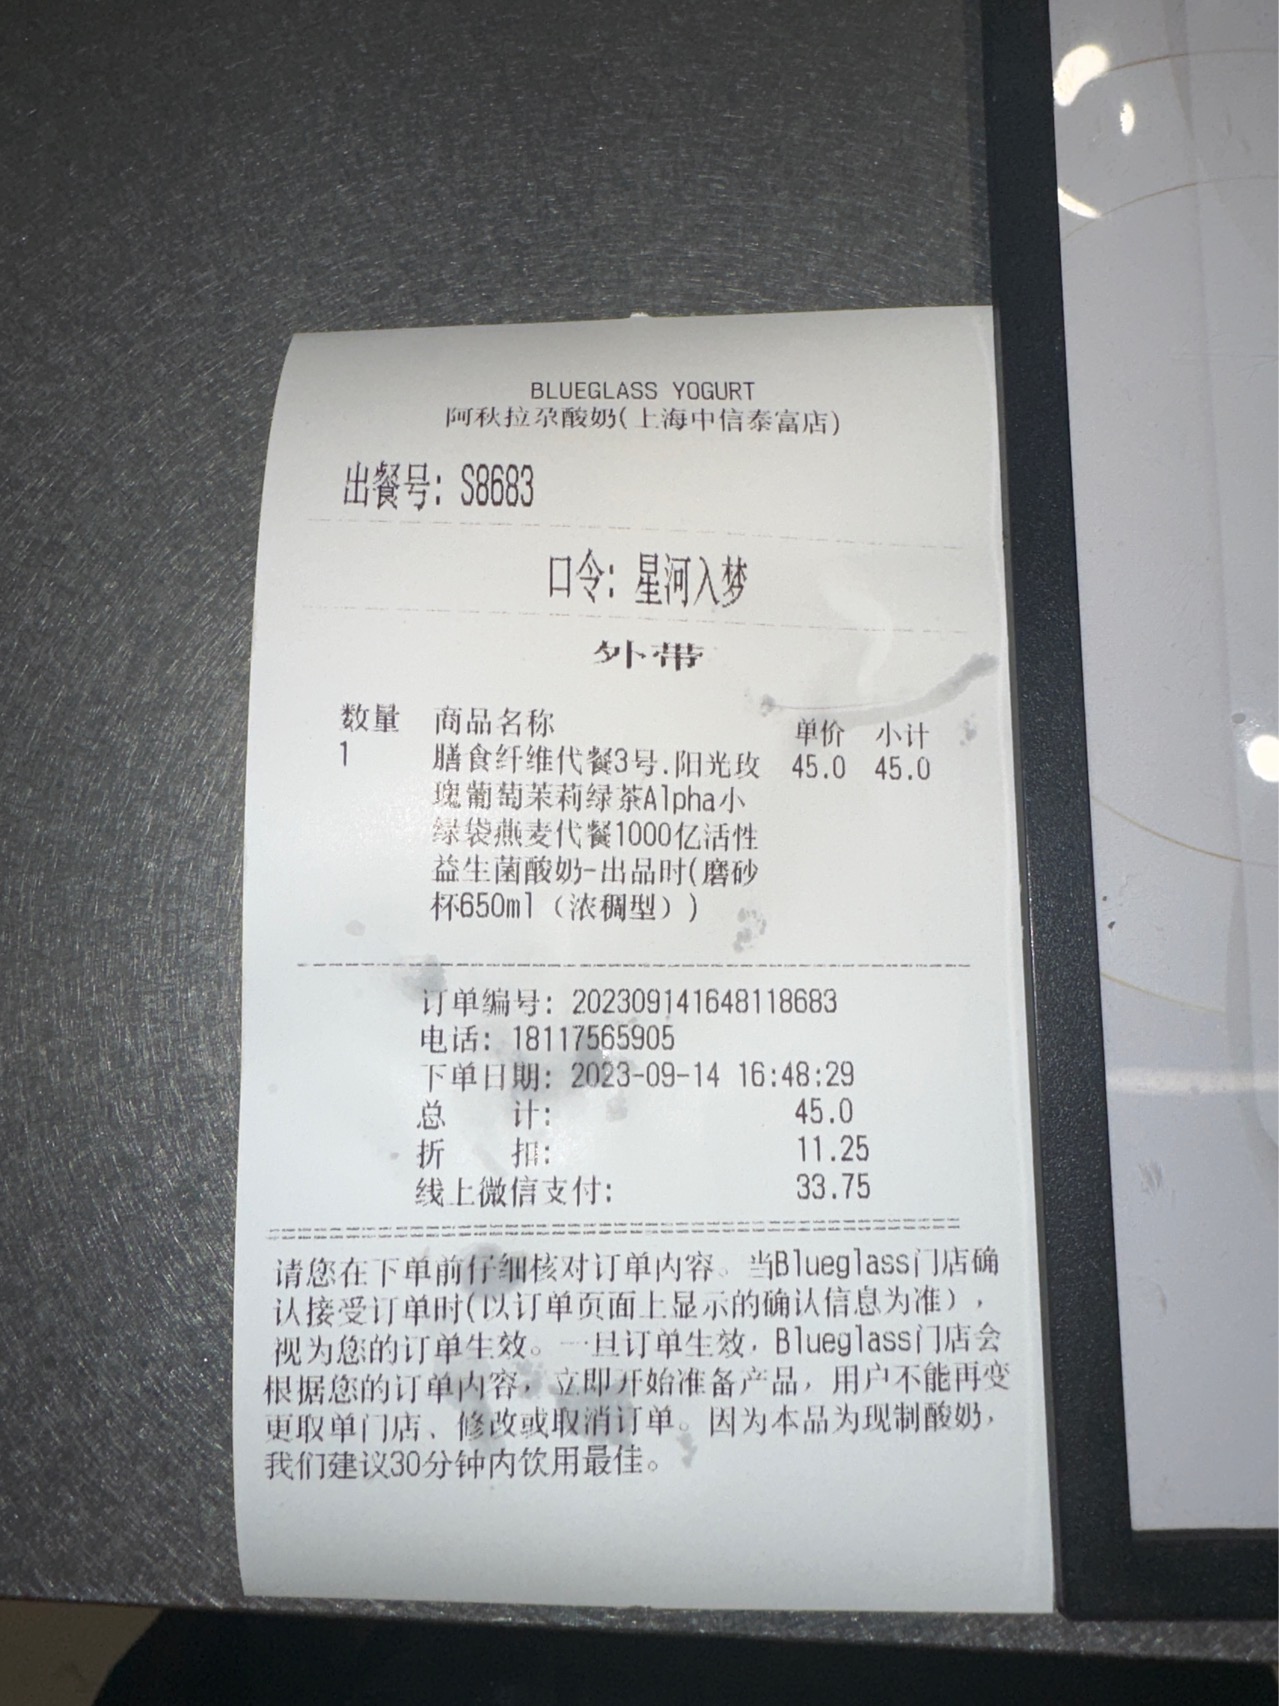 BLUEGLASS YOGURT
阿秋拉尕酸奶(上海中信泰富店)
出餐号: S8683
口令: 星河入梦
外带
数量 商品名称 单价 小计
1 膳食纤维代餐3号.阳光玫 45.0 45.0
瑰葡萄茉莉绿茶Alpha小
绿袋燕麦代餐1000亿活性
益生菌酸奶-出品时(磨砂
杯650ml（浓稠型）)
订单编号: 202309141648118683
电话: 18117565905
下单日期: 2023-09-14 16:48:29
总 计: 45.0
折 扣: 11.25
线上微信支付: 33.75
请您在下单前仔细核对订单内容。当Blueglass门店确
认接受订单时(以订单页面上显示的确认信息为准)，
视为您的订单生效。一旦订单生效，Blueglass门店会
根据您的订单内容，立即开始准备产品，用户不能再变
更取单门店、修改或取消订单。因为本品为现制酸奶，
我们建议30分钟内饮用最佳。